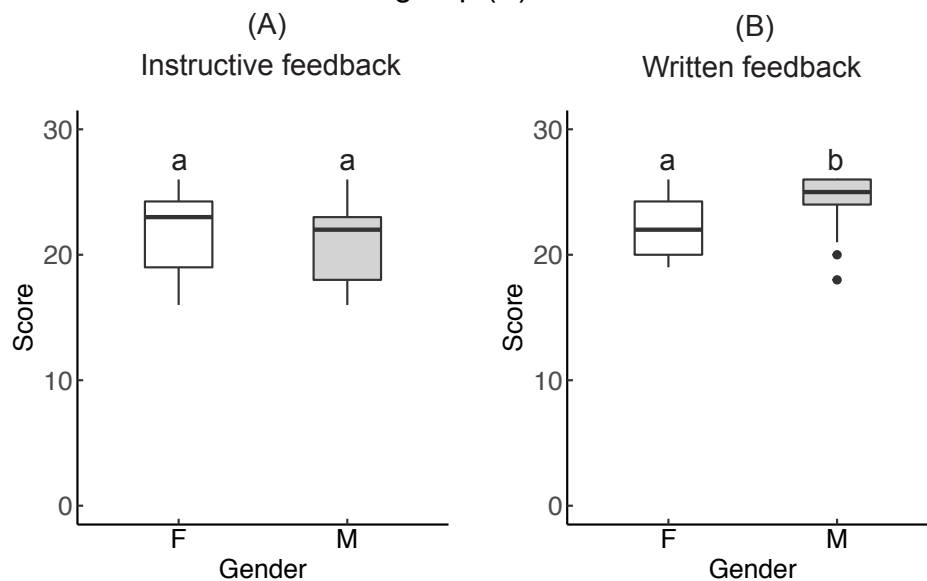 (A)
Instructive feedback
30
20
10
0
Score
a
a
F
M
Gender
(B)
Written feedback
30
20
10
0
Score
a
b
F
M
Gender